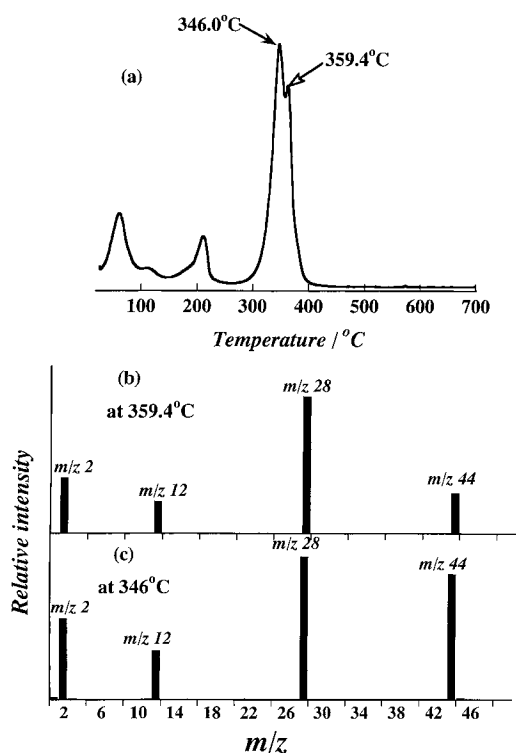 346.0°C
(a)
359.4°C
100 200 300 400 500 600 700
Temperature / °C
Relative intensity
(b)
at 359.4°C
m/z 28
m/z 2
m/z 12
m/z 44
(c)
at 346°C
m/z 28
m/z 44
m/z 2
m/z 12
2 6 10 14 18 22 26 30 34 38 42 46
m/z